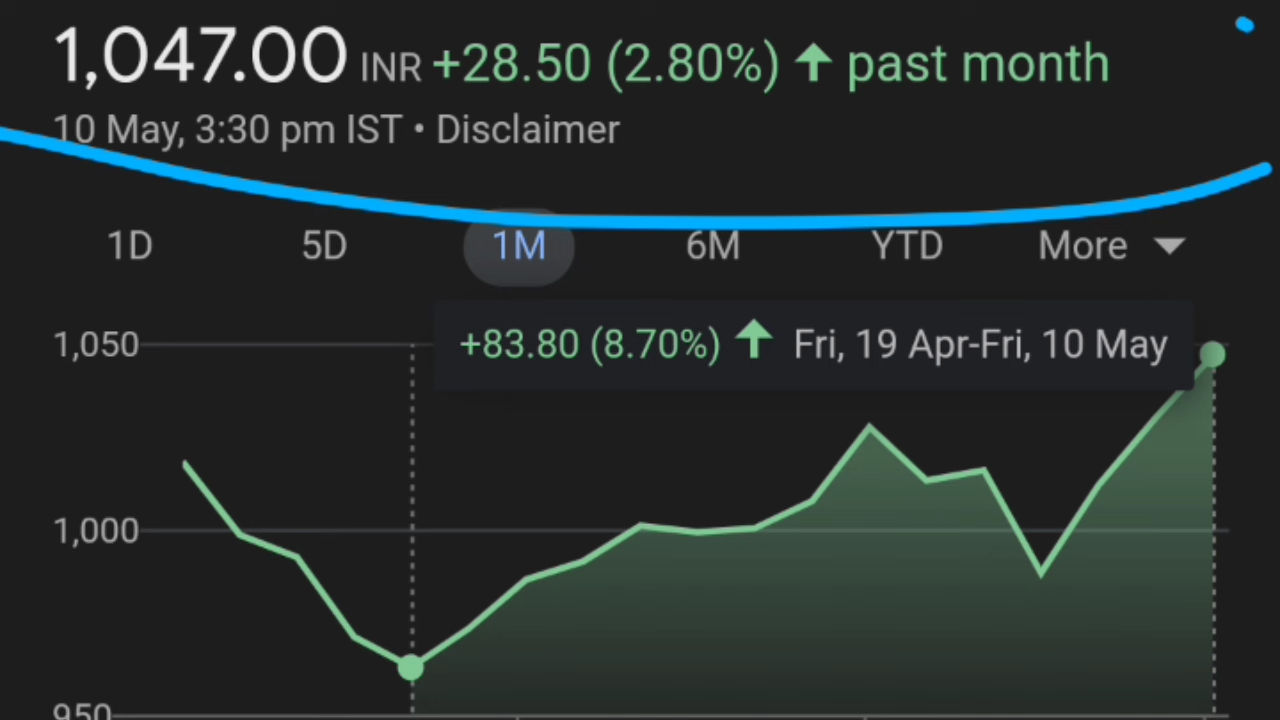 1,047.00 INR +28.50 (2.80%) ↑ past month
10 May, 3:30 pm IST • Disclaimer
1D 5D 1M 6M YTD More
+83.80 (8.70%) ↑ Fri, 19 Apr-Fri, 10 May
1,050
1,000
950